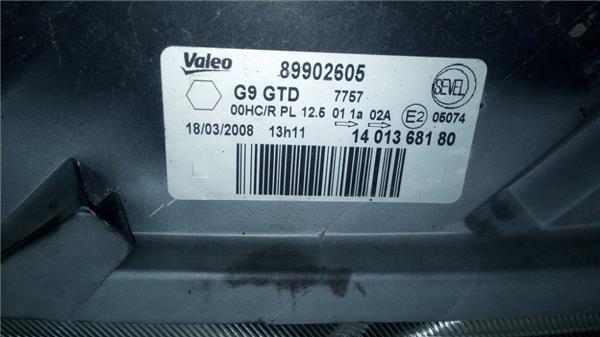 Valeo 89902605 SEVEL
G9 GTD 7757
00HC/R PL 12.5 01 1a 02A E2 05074
18/03/2008 13h11 14 013 681 80